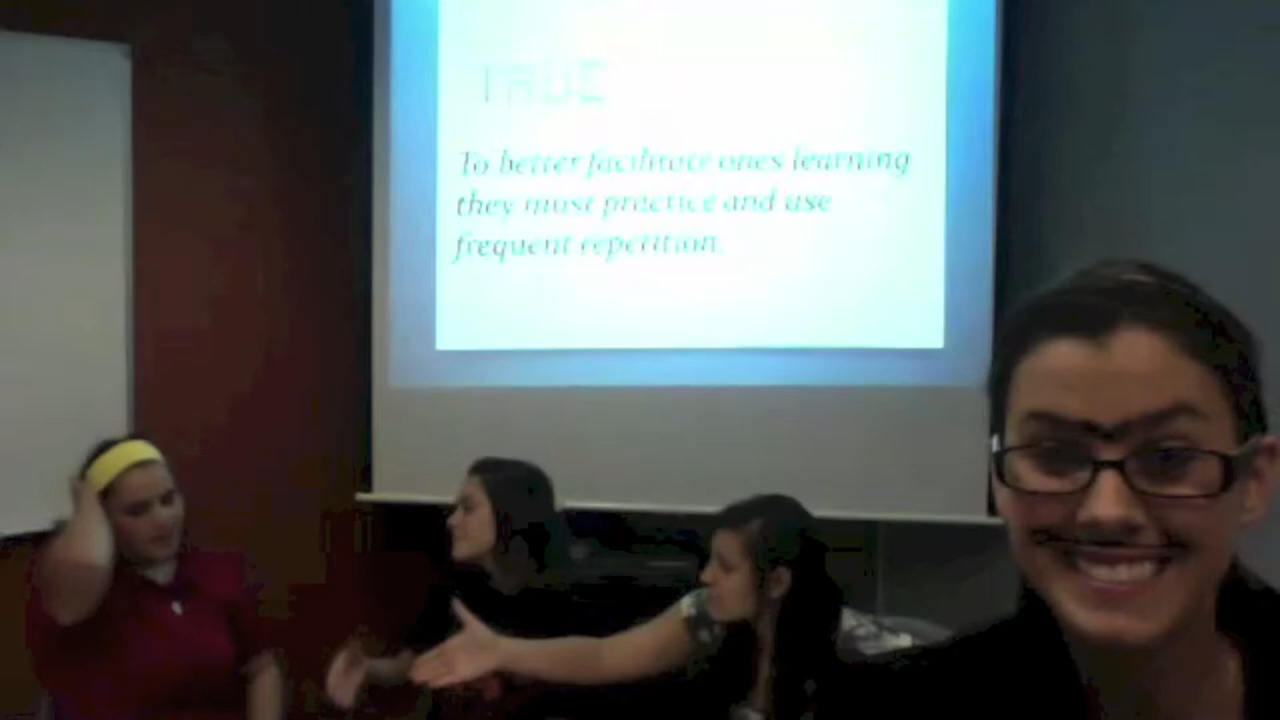 TRUE
To better facilitate ones learning
they must practice and use
frequent repetition.